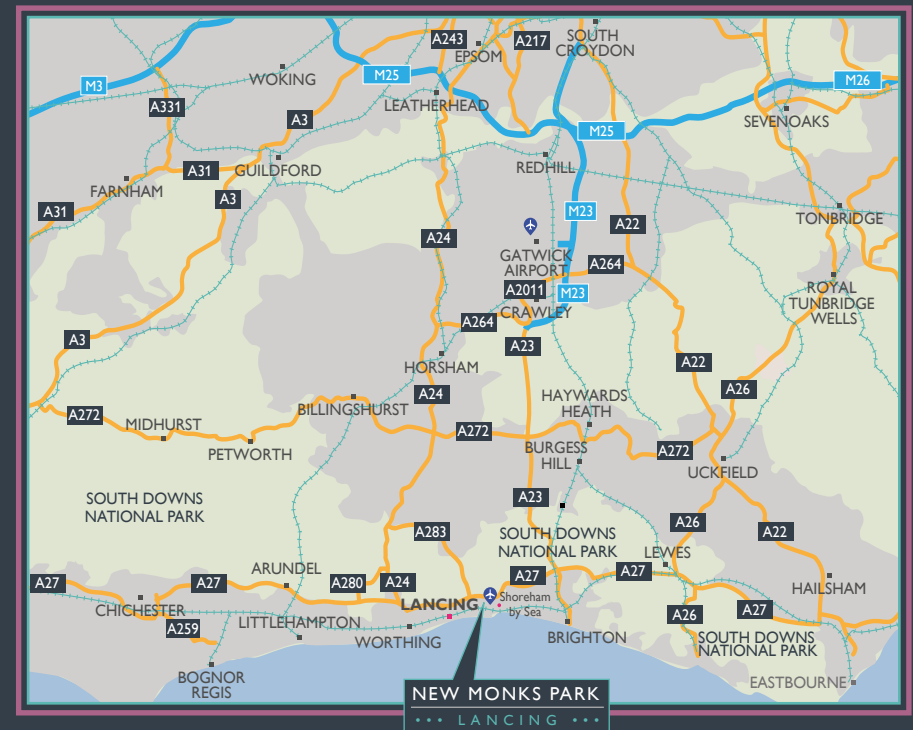 A243
A217
SOUTH
CROYDON
EPSOM
WOKING
M25
M3
M26
LEATHERHEAD
A331
A3
SEVENOAKS
M25
REDHILL
A31
GUILDFORD
FARNHAM
A3
A31
M23
TONBRIDGE
A22
A24
GATWICK
AIRPORT
A264
A2011
M23
ROYAL
TUNBRIDGE
WELLS
CRAWLEY
A264
A3
A23
HORSHAM
A22
A26
A24
HAYWARDS
HEATH
BILLINGSHURST
A272
MIDHURST
A272
PETWORTH
BURGESS
HILL
A272
UCKFIELD
SOUTH DOWNS
NATIONAL PARK
A23
A26
A283
A22
SOUTH DOWNS
NATIONAL PARK
LEWES
ARUNDEL
A27
A27
A27
A280
A24
A27
HAILSHAM
LANCING
Shoreham
by Sea
CHICHESTER
A27
A26
LITTLEHAMPTON
A259
WORTHING
BRIGHTON
SOUTH DOWNS
NATIONAL PARK
BOGNOR
REGIS
EASTBOURNE
NEW MONKS PARK
••• LANCING •••